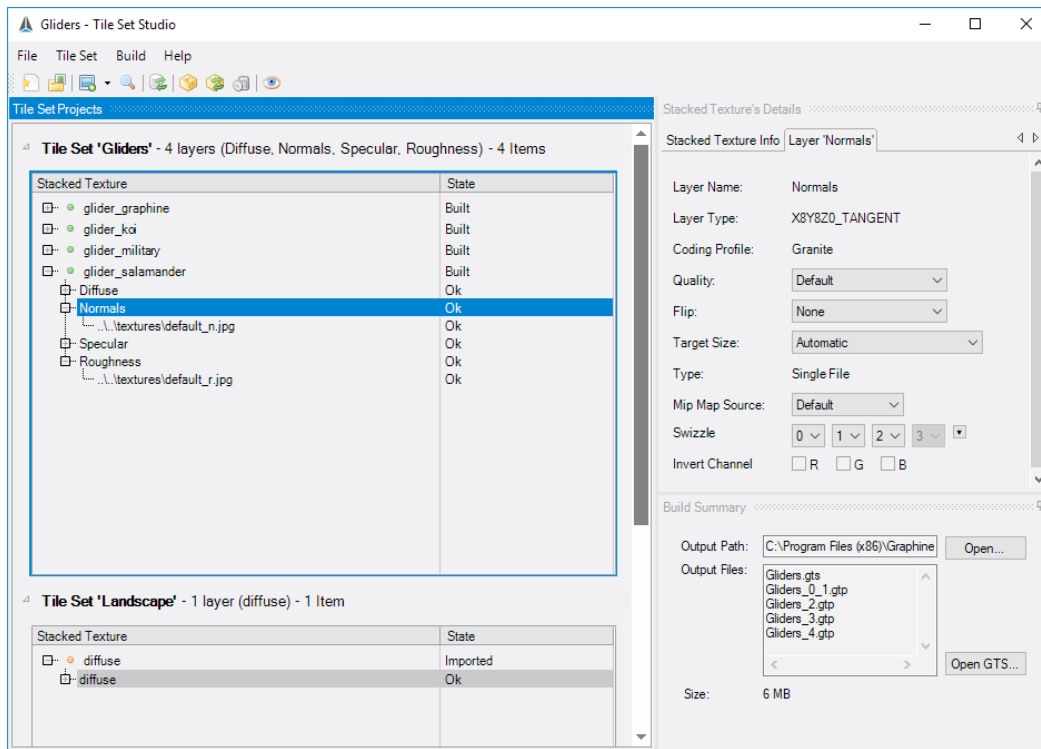 Gliders - Tile Set Studio
File Tile Set Build Help
Tile Set Projects
Tile Set 'Gliders' - 4 layers (Diffuse, Normals, Specular, Roughness) - 4 Items
Stacked Texture State
glider_graphine Built
glider_koi Built
glider_military Built
glider_salamander Built
Diffuse Ok
Normals Ok
..\..\textures\default_n.jpg Ok
Specular Ok
Roughness Ok
..\..\textures\default_r.jpg Ok
Tile Set 'Landscape' - 1 layer (diffuse) - 1 Item
Stacked Texture State
diffuse Imported
diffuse Ok
Stacked Texture's Details
Stacked Texture Info Layer 'Normals'
Layer Name: Normals
Layer Type: X8Y8Z0_TANGENT
Coding Profile: Granite
Quality: Default
Flip: None
Target Size: Automatic
Type: Single File
Mip Map Source: Default
Swizzle 0 1 2 3
Invert Channel R G B
Build Summary
Output Path: C:\Program Files (x86)\Graphine Open...
Output Files: Gliders.gts
Gliders_0_1.gtp
Gliders_2.gtp
Gliders_3.gtp
Gliders_4.gtp
Open GTS...
Size: 6 MB